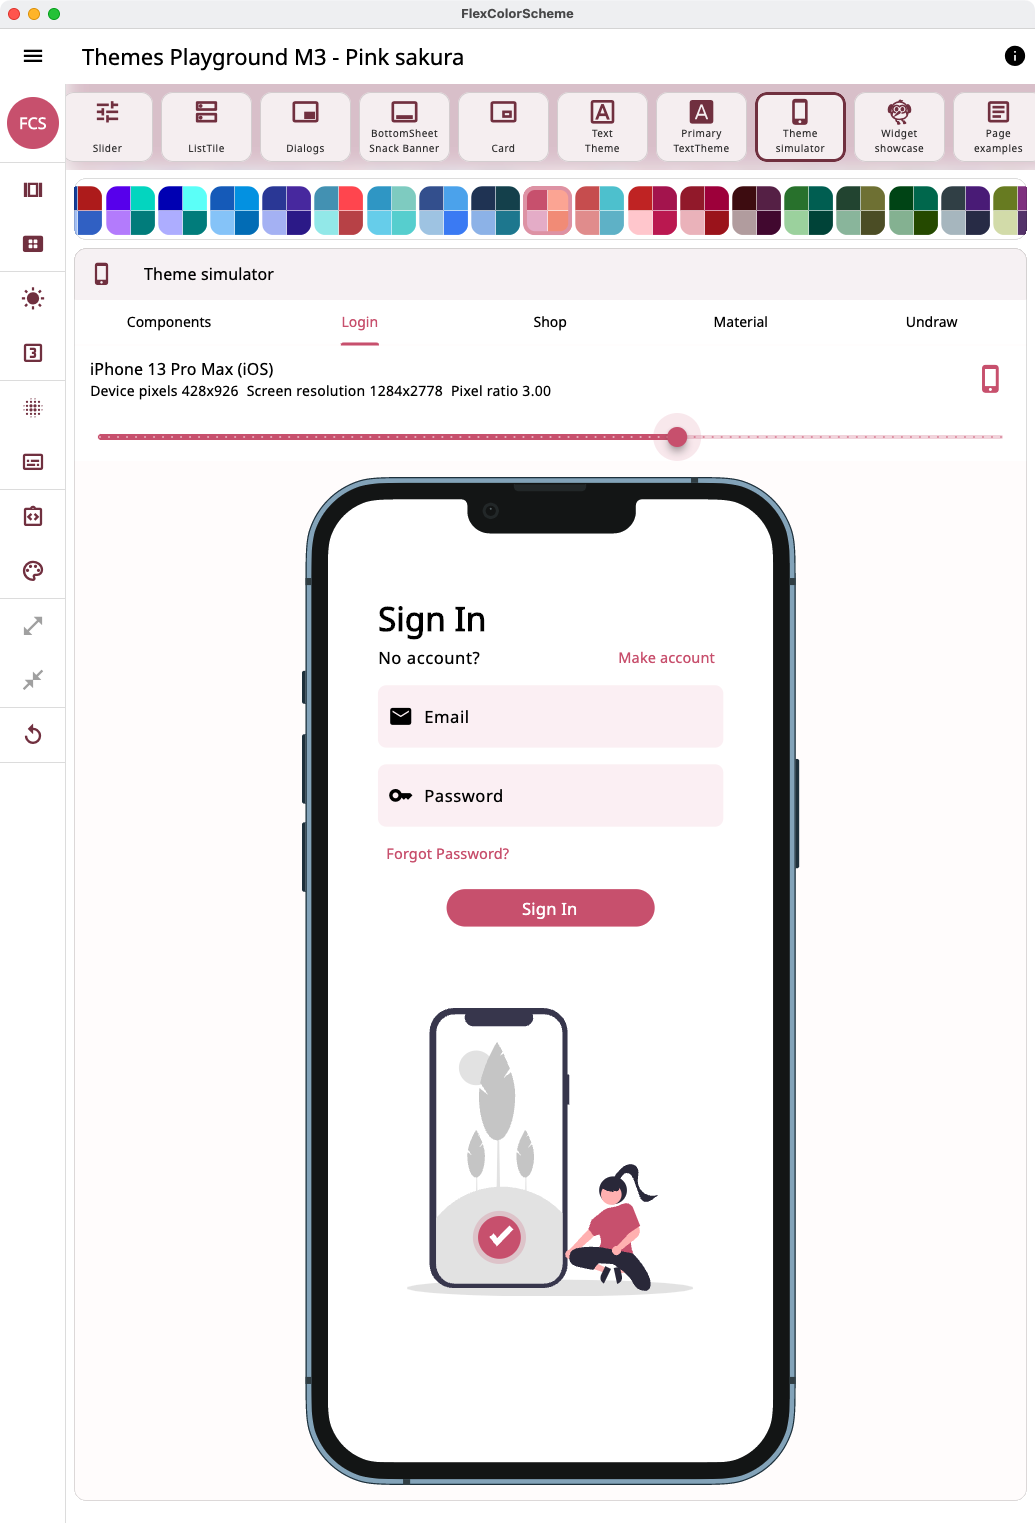 FlexColorScheme
Themes Playground M3 - Pink sakura
FCS
Slider
ListTile
Dialogs
BottomSheet
Snack Banner
Card
Text
Theme
Primary
TextTheme
Theme
simulator
Widget
showcase
Page
examples
Theme simulator
Components
Login
Shop
Material
Undraw
iPhone 13 Pro Max (iOS)
Device pixels 428x926 Screen resolution 1284x2778 Pixel ratio 3.00
Sign In
No account?
Make account
Email
Password
Forgot Password?
Sign In